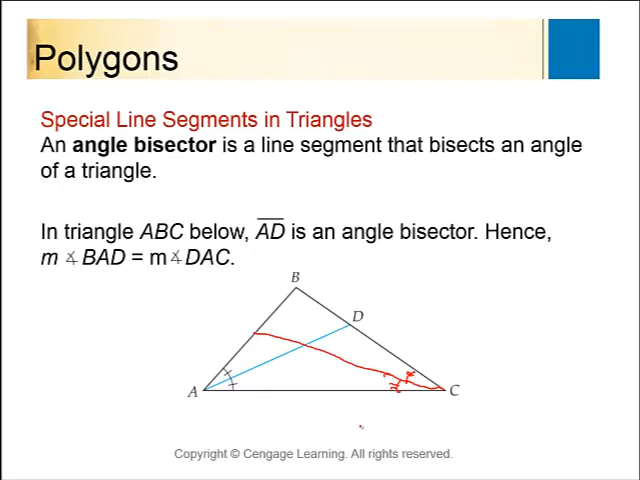 Polygons
Special Line Segments in Triangles
An angle bisector is a line segment that bisects an angle
of a triangle.
In triangle ABC below, AD is an angle bisector. Hence,
m ∡ BAD = m∡ DAC.
B
D
A
C
Copyright © Cengage Learning. All rights reserved.